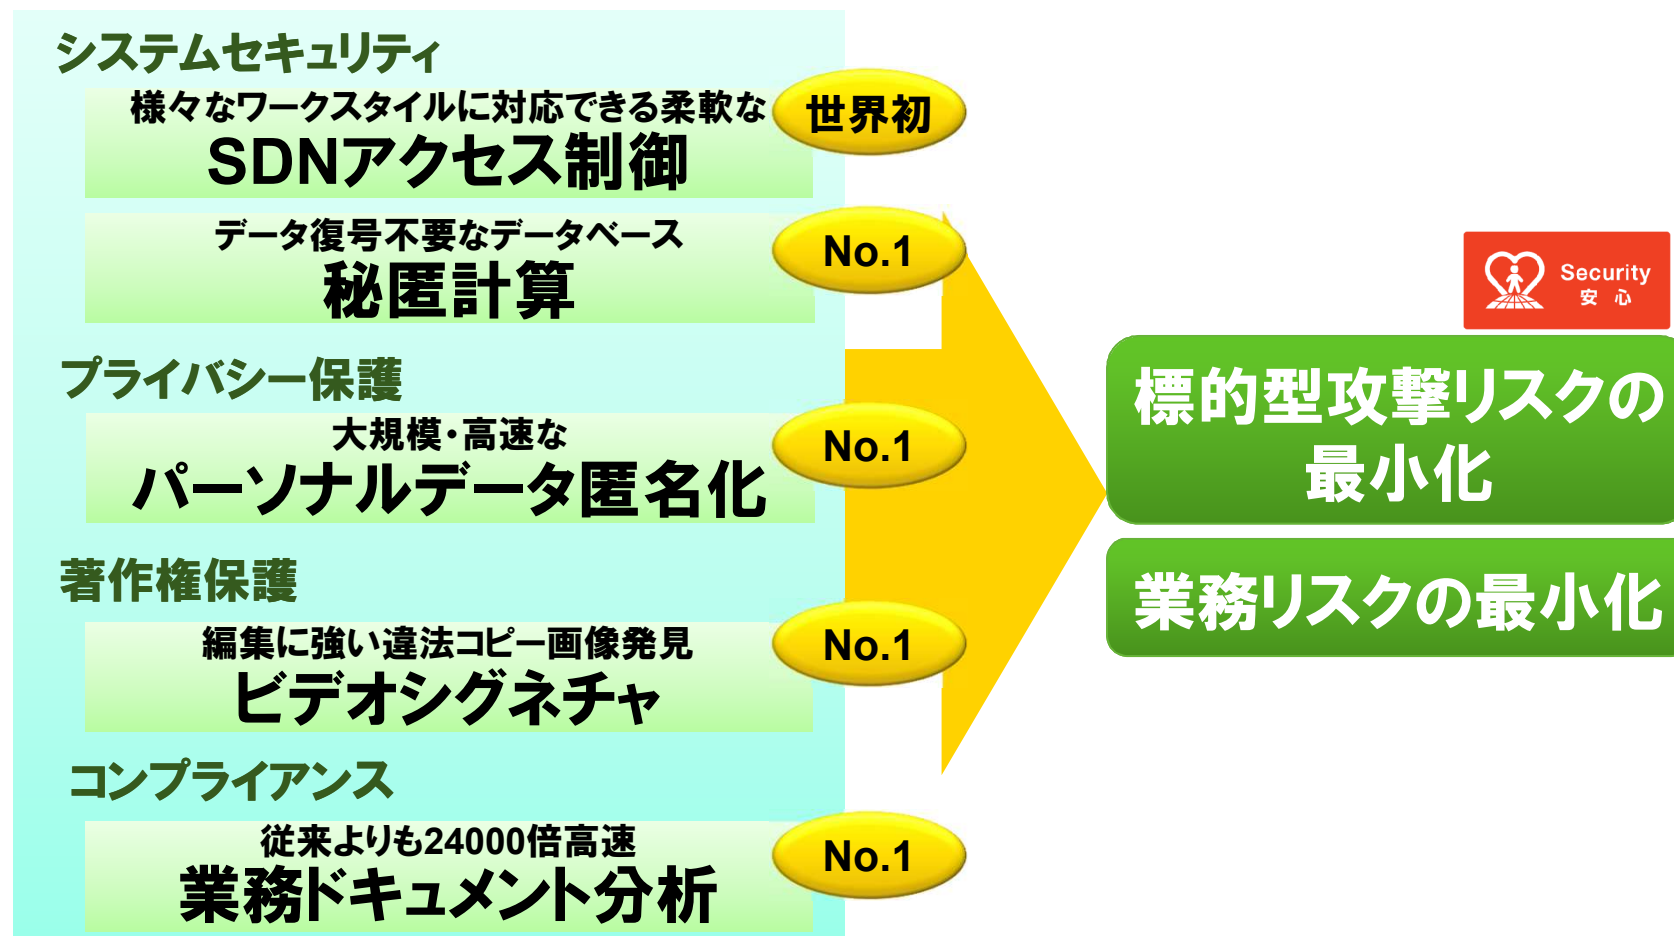 システムセキュリティ
様々なワークスタイルに対応できる柔軟な
SDNアクセス制御
世界初
データ復号不要なデータベース
秘匿計算
No.1
プライバシー保護
大規模・高速な
パーソナルデータ匿名化
No.1
著作権保護
編集に強い違法コピー画像発見
ビデオシグネチャ
No.1
コンプライアンス
従来よりも24000倍高速
業務ドキュメント分析
No.1
Security
安心
標的型攻撃リスクの
最小化
業務リスクの最小化